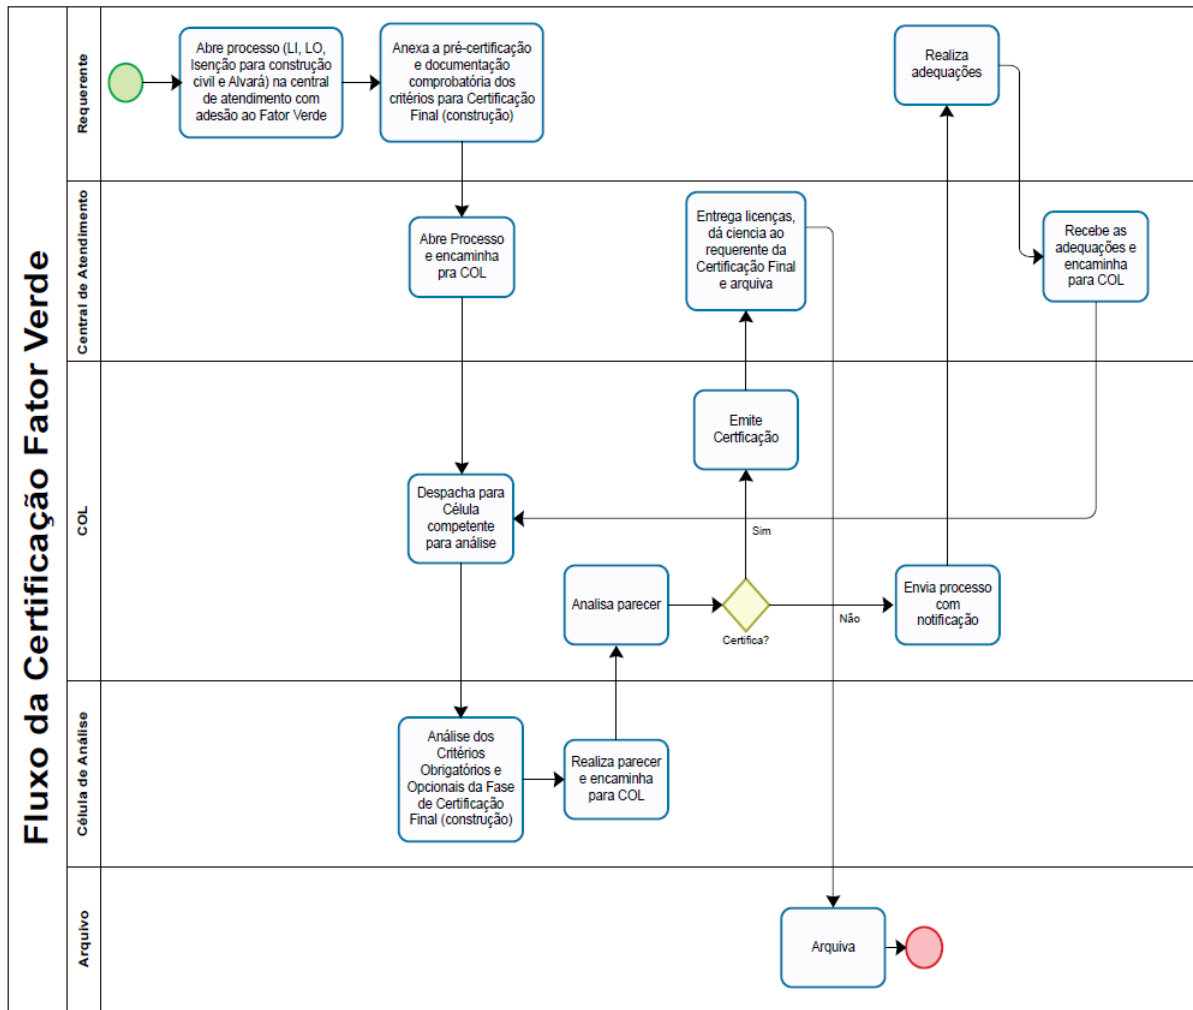 Fluxo da Certificação Fator Verde
Requerente
Abre processo (LI, LO,
Isenção para construção
civil e Alvará) na central
de atendimento com
adesão ao Fator Verde
Anexa a pré-certificação
e documentação
comprobatória dos
critérios para Certificação
Final (construção)
Realiza
adequações
Central de Atendimento
Abre Processo
e encaminha
pra COL
Entrega licenças,
dá ciencia ao
requerente da
Certificação Final
e arquiva
Recebe as
adequações e
encaminha
para COL
COL
Emite
Certficação
Despacha para
Célula
competente
para análise
Sim
Analisa parecer
Certifica?
Não
Envia processo
com
notificação
Célula de Análise
Análise dos
Critérios
Obrigatórios e
Opcionais da Fase
de Certificação
Final (construção)
Realiza parecer
e encaminha
para COL
Arquivo
Arquiva